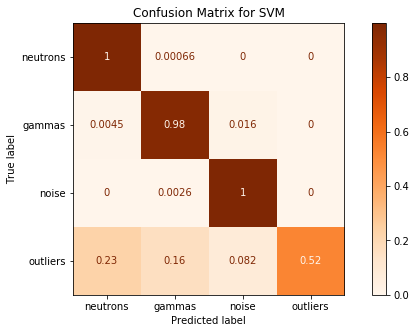 Confusion Matrix for SVM
neutrons 1 0.00066 0 0
gammas 0.0045 0.98 0.016 0
noise 0 0.0026 1 0
outliers 0.23 0.16 0.082 0.52
neutrons gammas noise outliers
Predicted label
True label
0.8
0.6
0.4
0.2
0.0